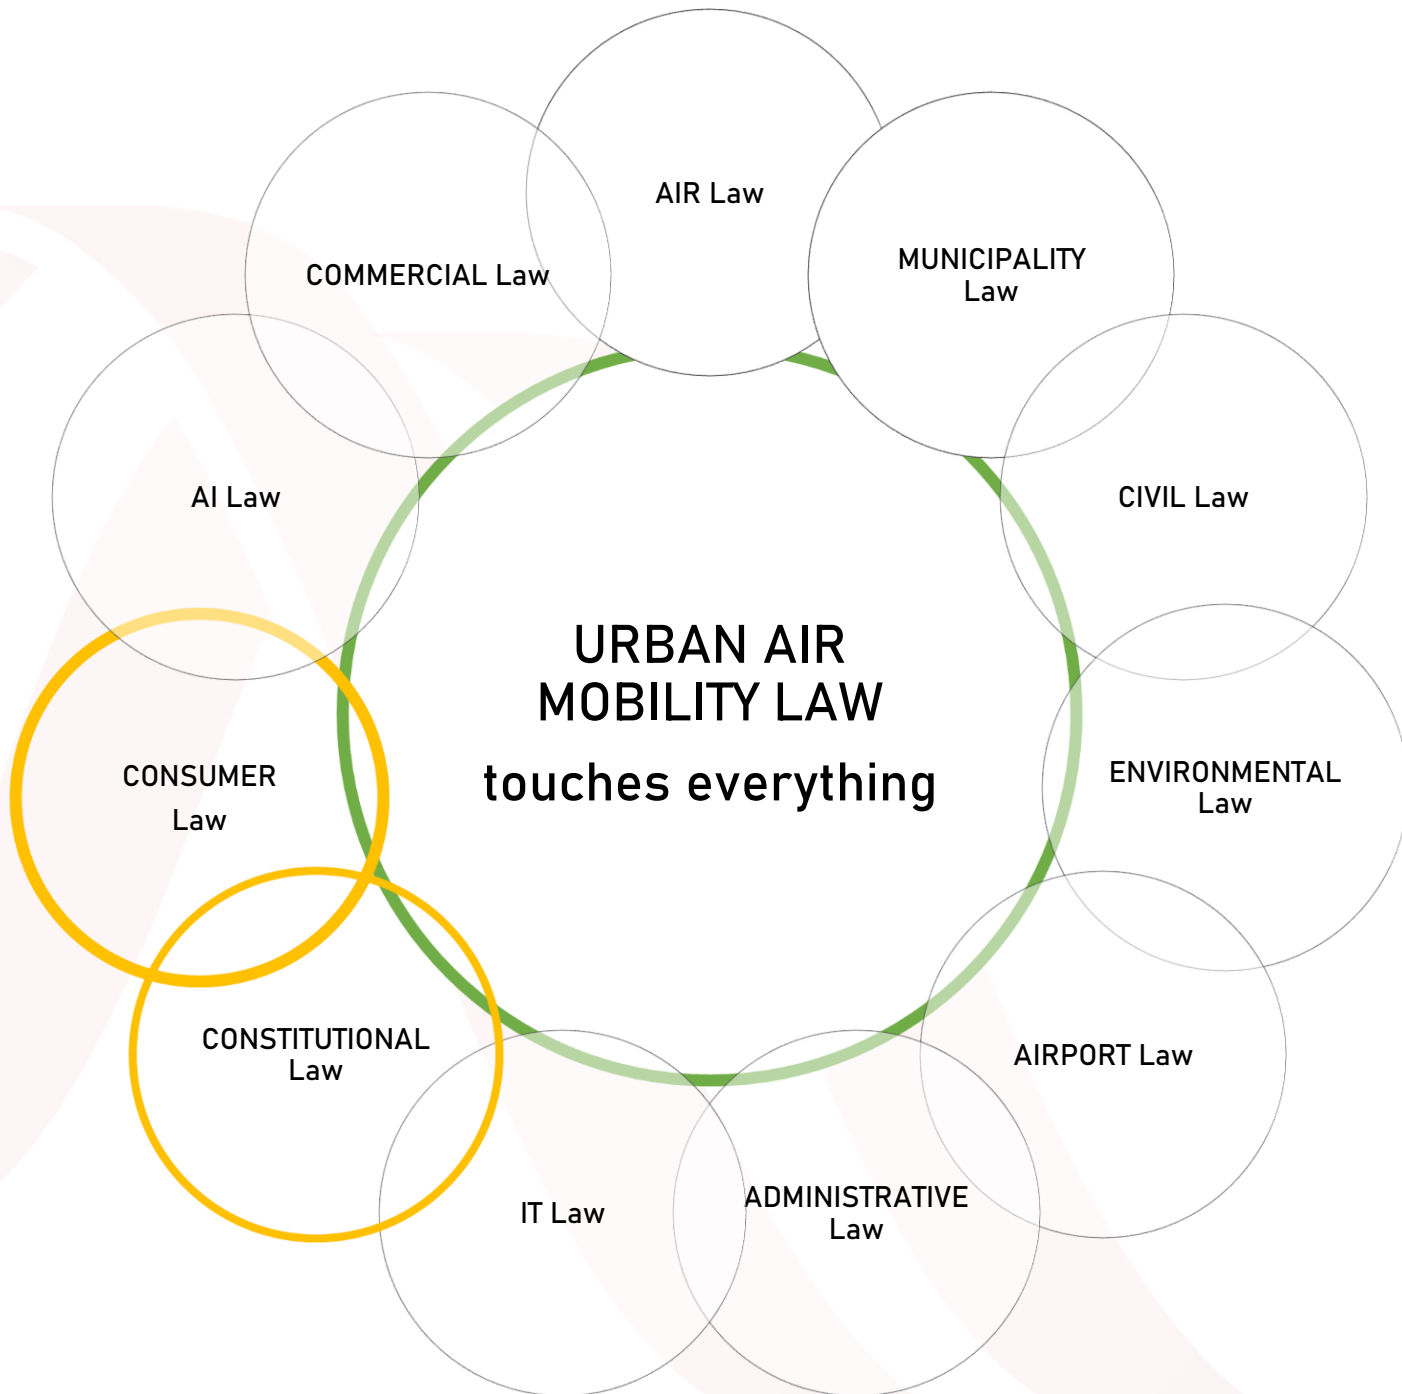 AIR Law
MUNICIPALITY
Law
COMMERCIAL Law
AI Law
CIVIL Law
URBAN AIR
MOBILITY LAW
touches everything
CONSUMER
Law
ENVIRONMENTAL
Law
CONSTITUTIONAL
Law
AIRPORT Law
IT Law
ADMINISTRATIVE
Law